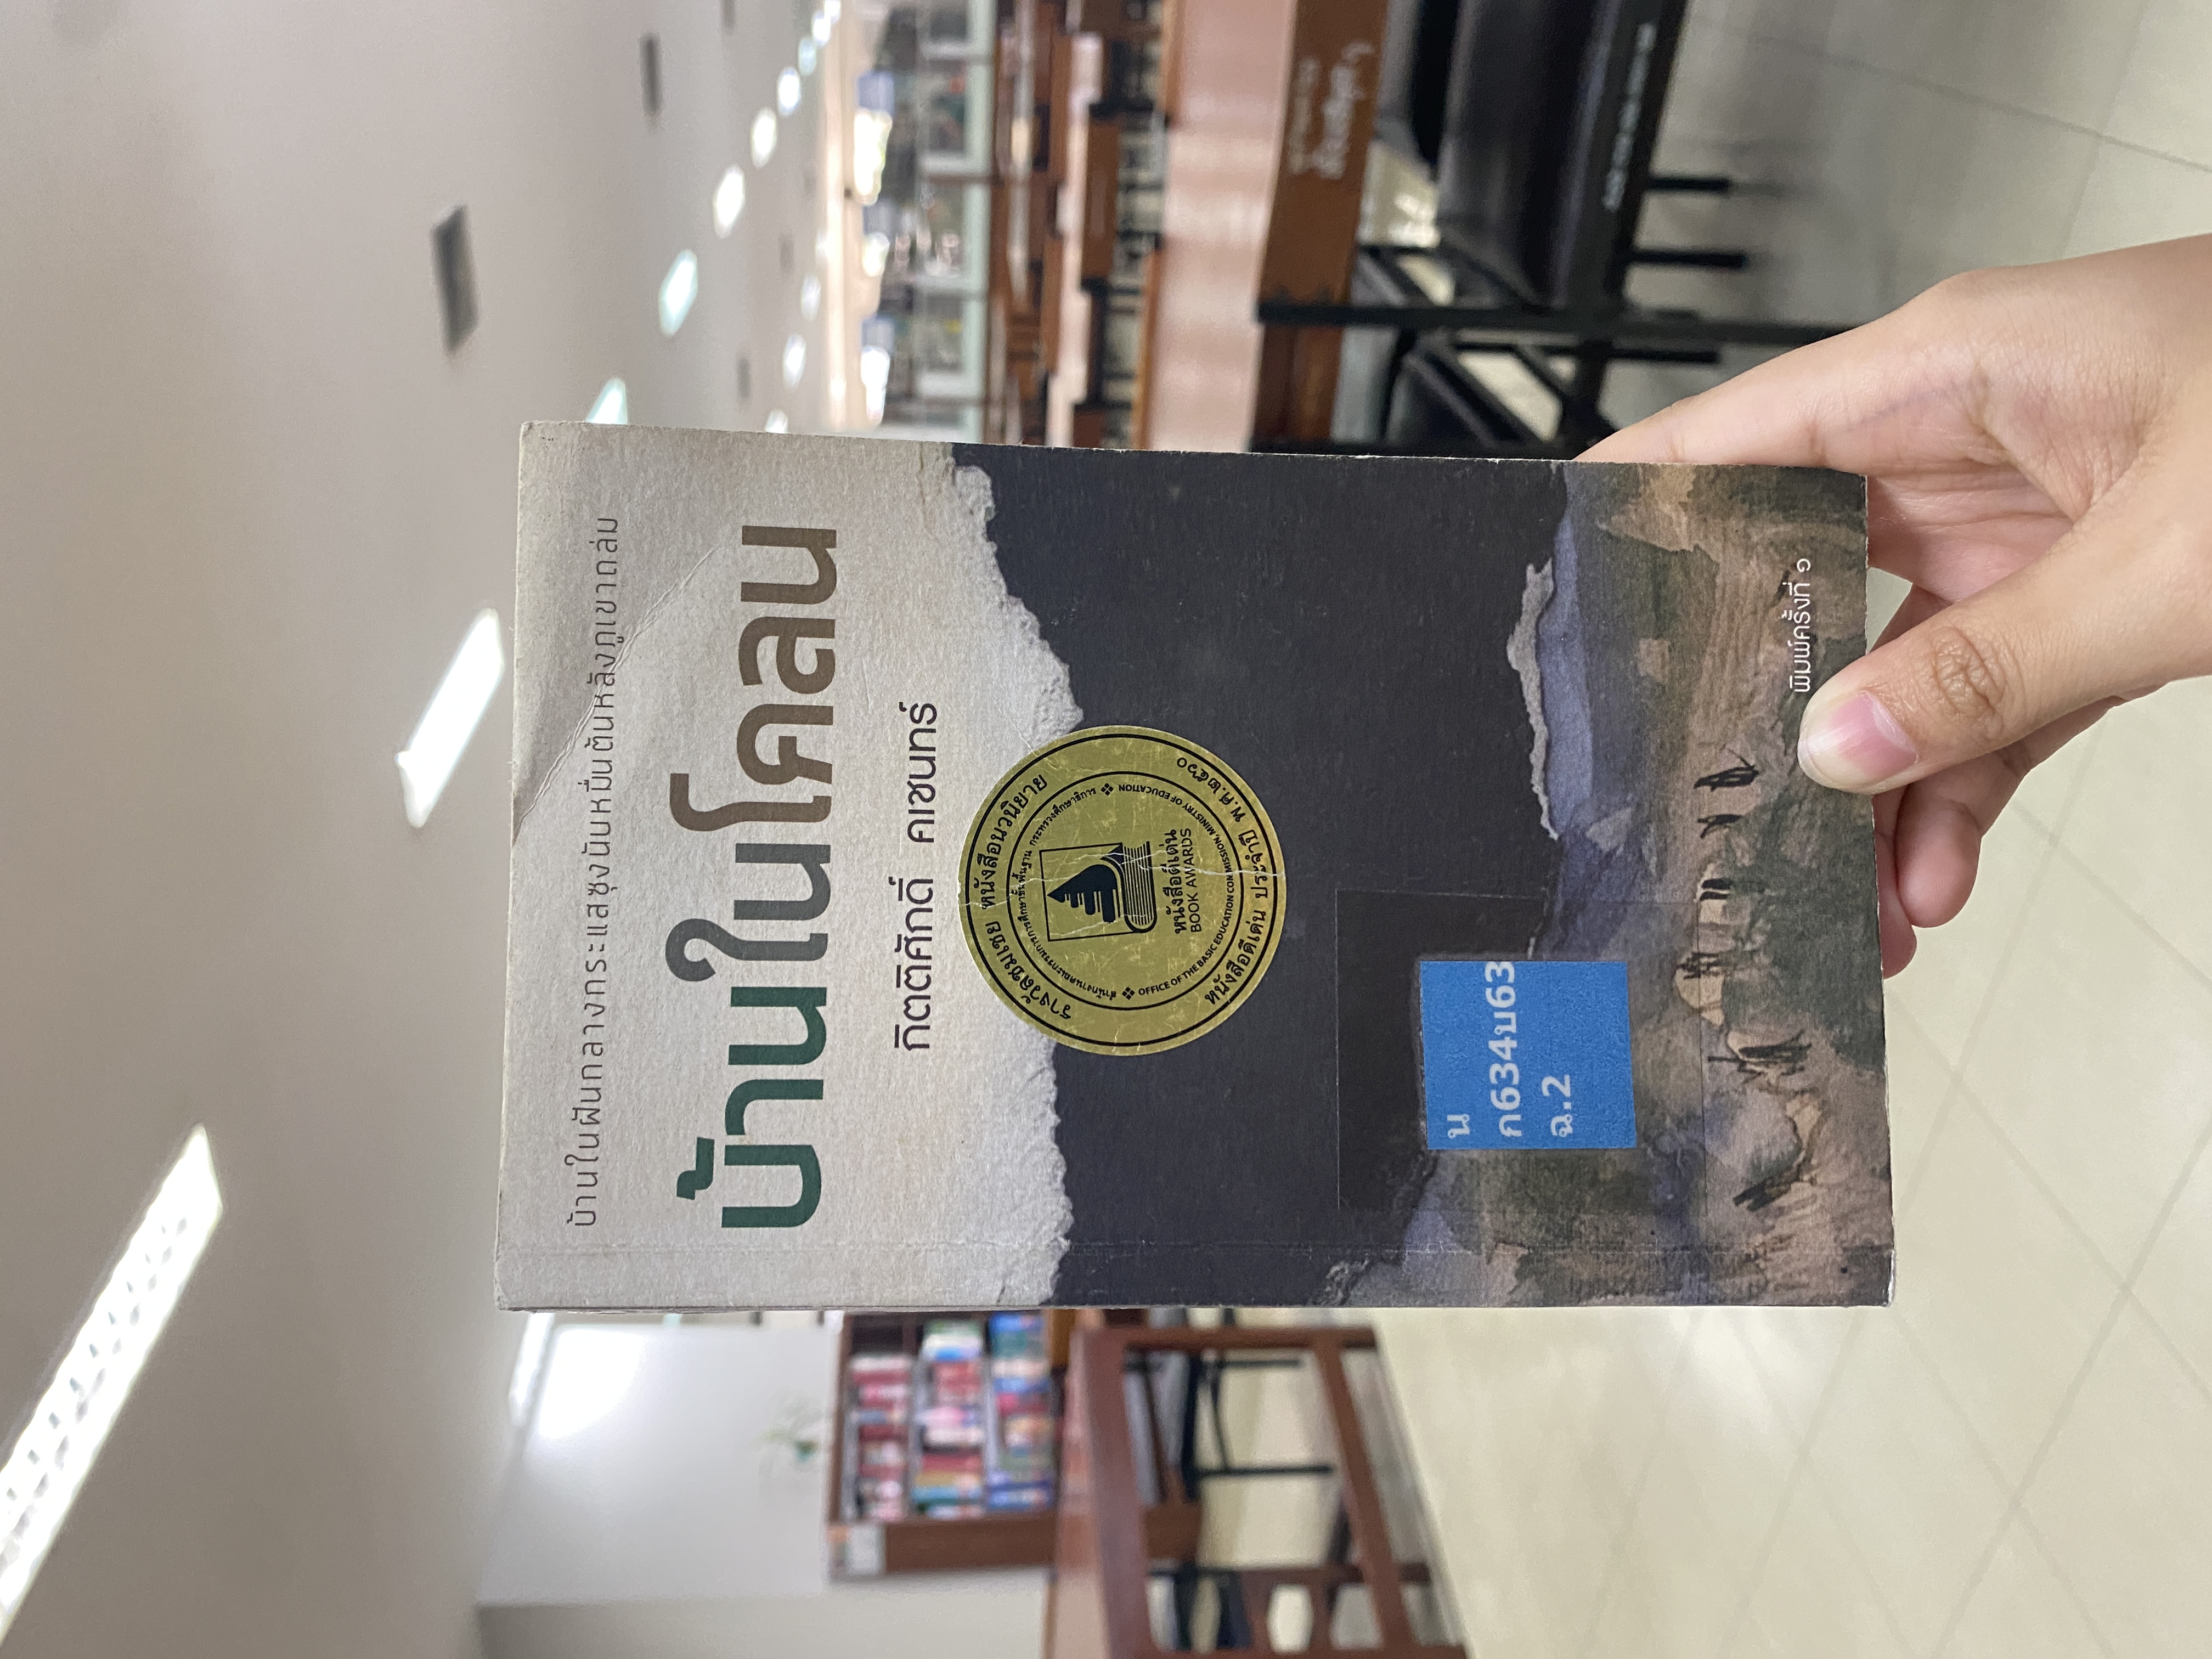 บ้านในฝันกลางกระแสซุงนับหมื่นต้นหลังภูเขาถล่ม
บ้านในโคลน
กิตติศักดิ์ คเชนทร์
รางวัลชมเชย หนังสือนวนิยาย
สำนักงานคณะกรรมการการศึกษาขั้นพื้นฐาน กระทรวงศึกษาธิการ
หนังสือดีเด่น
BOOK AWARDS
OFFICE OF THE BASIC EDUCATION COMMISSION, MINISTRY OF EDUCATION
หนังสือดีเด่น ประจำปี พ.ศ.๒๕๖๐
น
ก634บ63
ฉ.2
พิมพ์ครั้งที่ ๑